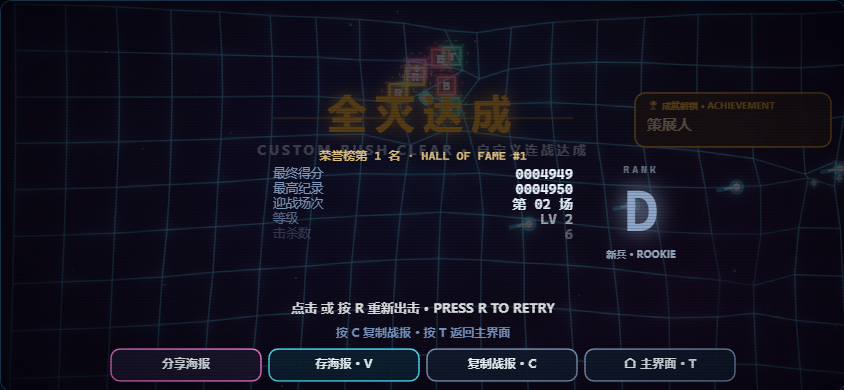 全灭达成
成就解锁 • ACHIEVEMENT
策展人
CUSTOM RUSH CLEAR · 自定义连战达成
荣誉榜第 1 名 · HALL OF FAME #1
最终得分 0004949
最高纪录 0004950
迎战场次 第 02 场
等级 LV 2
击杀数 6
RANK
D
新兵 • ROOKIE
点击 或 按 R 重新出击 • PRESS R TO RETRY
按 C 复制战报 • 按 T 返回主界面
分享海报
存海报 • V
复制战报 • C
主界面 • T